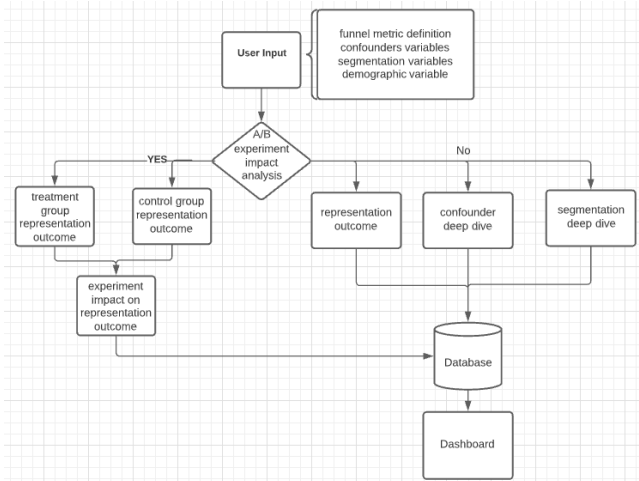 User Input
funnel metric definition
confounders variables
segmentation variables
demographic variable
A/B
experiment
impact
analysis
YES
No
treatment
group
representation
outcome
control group
representation
outcome
representation
outcome
confounder
deep dive
segmentation
deep dive
experiment
impact on
representation
outcome
Database
Dashboard